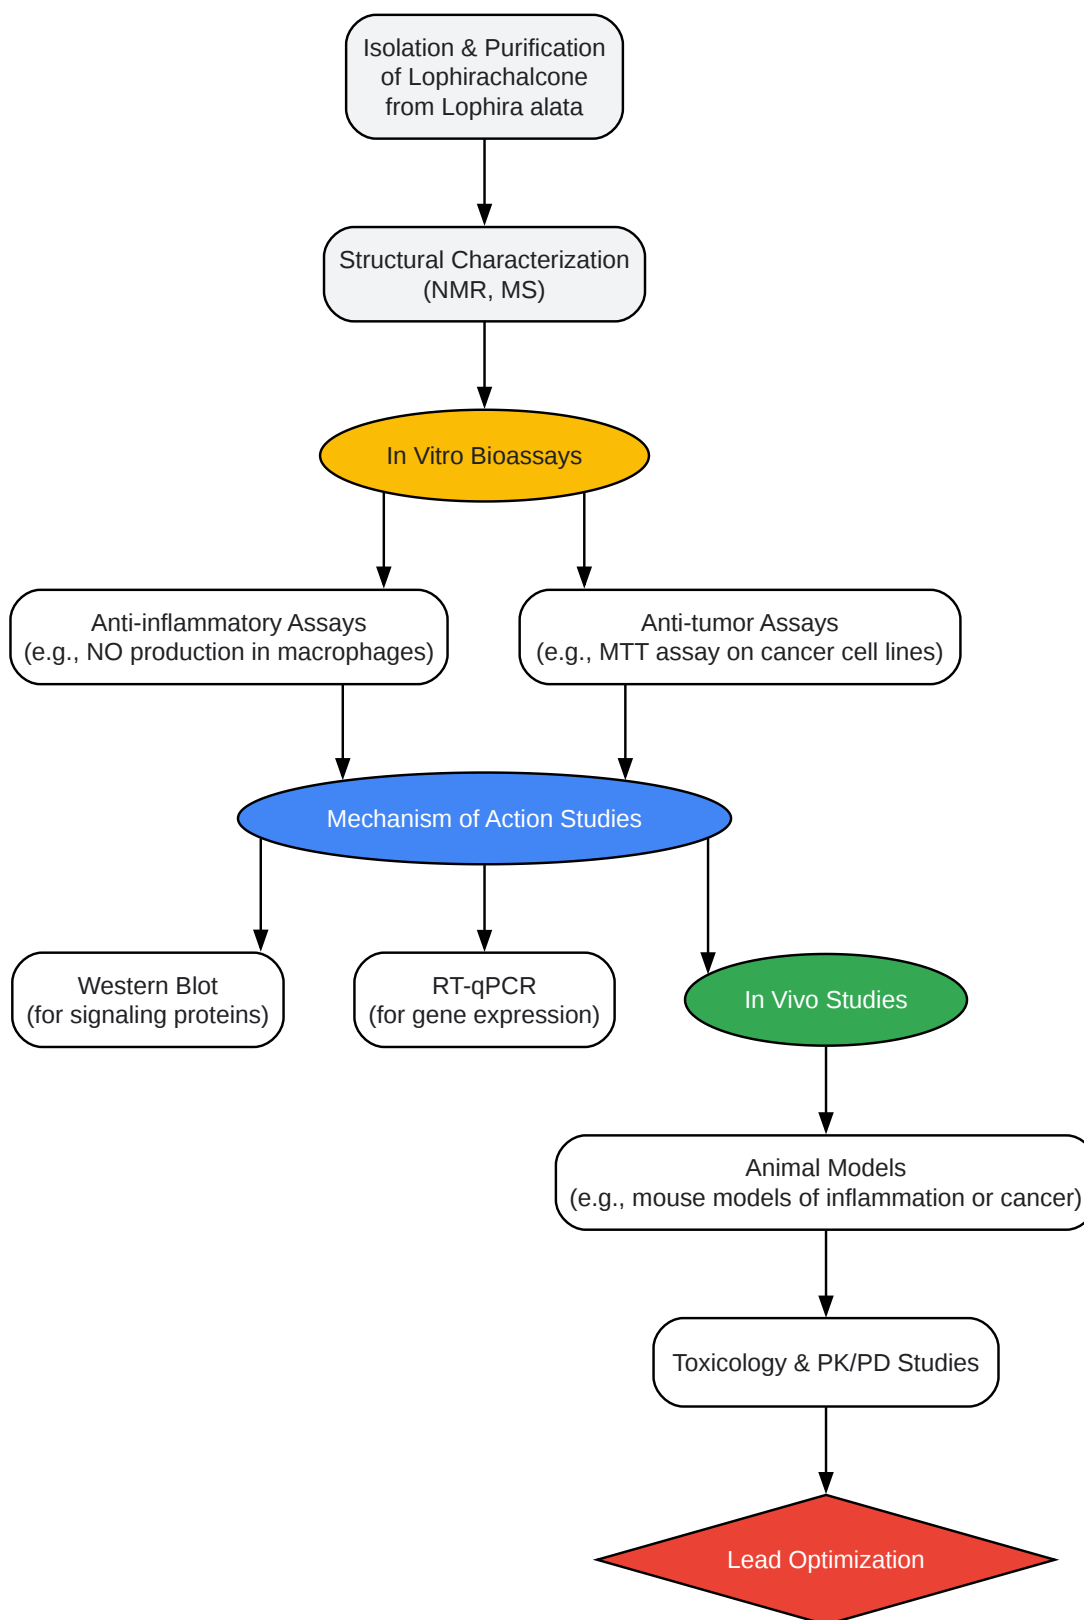 Isolation & Purification
of Lophirachalcone
from Lophira alata
Structural Characterization
(NMR, MS)
In Vitro Bioassays
Anti-inflammatory Assays
(e.g., NO production in macrophages)
Anti-tumor Assays
(e.g., MTT assay on cancer cell lines)
Mechanism of Action Studies
Western Blot
(for signaling proteins)
RT-qPCR
(for gene expression)
In Vivo Studies
Animal Models
(e.g., mouse models of inflammation or cancer)
Toxicology & PK/PD Studies
Lead Optimization